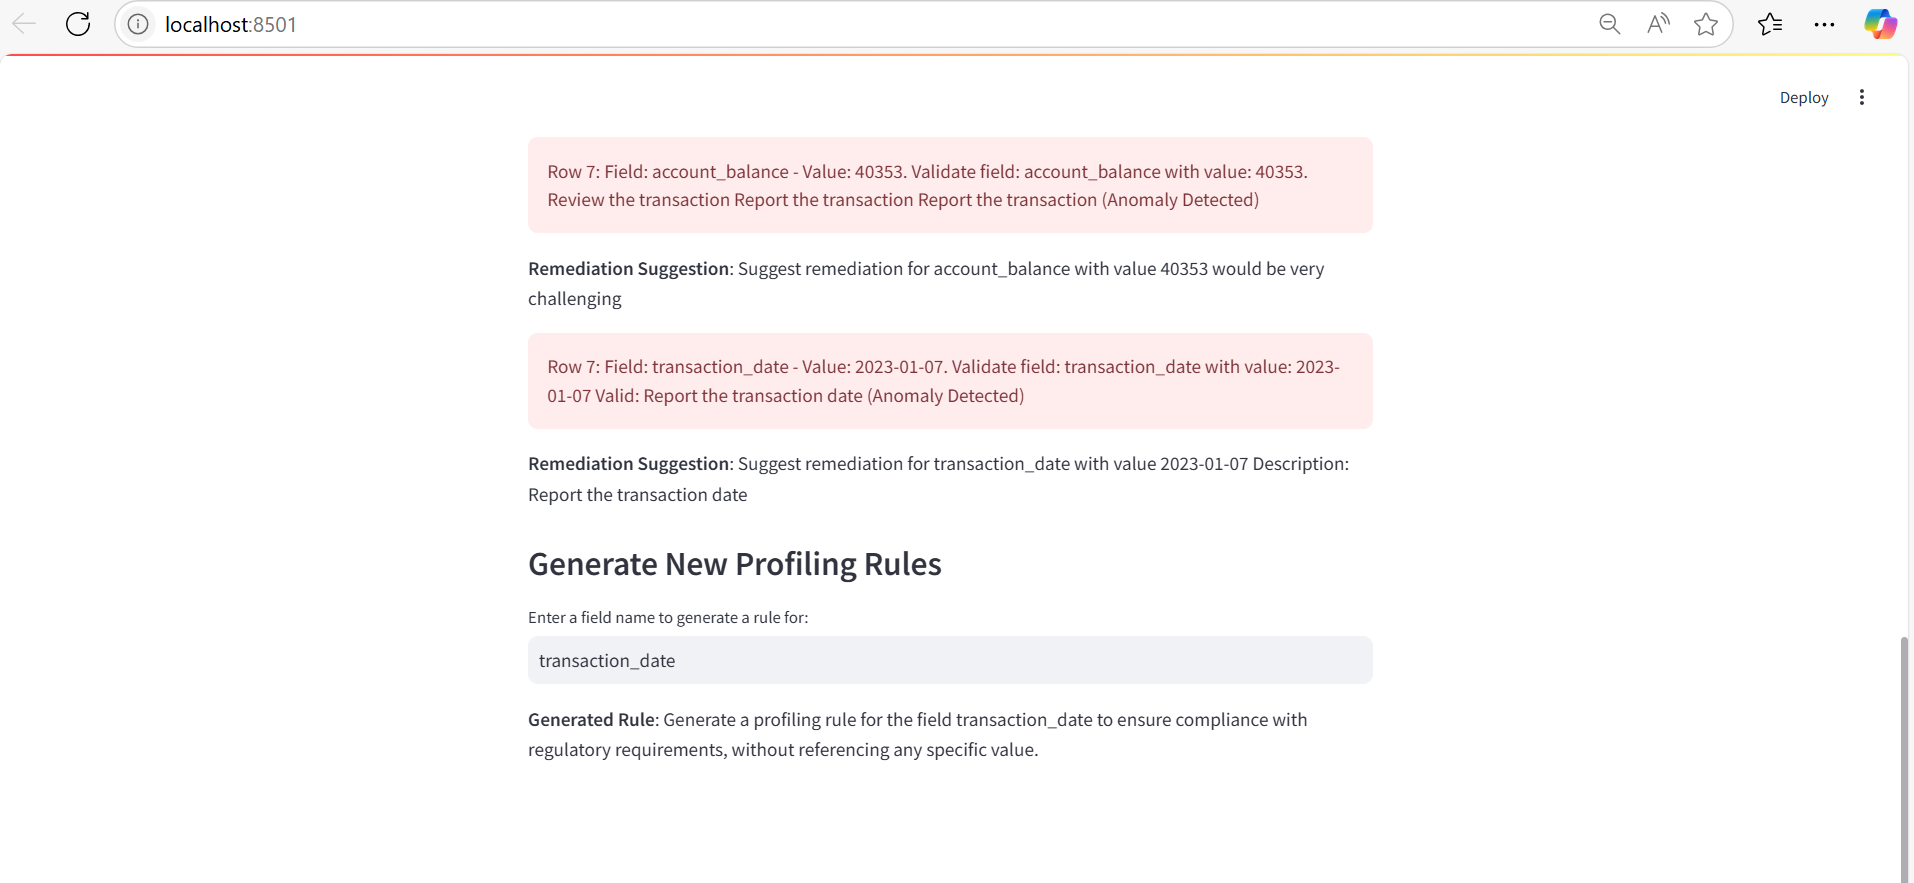 localhost:8501
Deploy
Row 7: Field: account_balance - Value: 40353. Validate field: account_balance with value: 40353.
Review the transaction Report the transaction Report the transaction (Anomaly Detected)
Remediation Suggestion: Suggest remediation for account_balance with value 40353 would be very
challenging
Row 7: Field: transaction_date - Value: 2023-01-07. Validate field: transaction_date with value: 2023-
01-07 Valid: Report the transaction date (Anomaly Detected)
Remediation Suggestion: Suggest remediation for transaction_date with value 2023-01-07 Description:
Report the transaction date
Generate New Profiling Rules
Enter a field name to generate a rule for:
transaction_date
Generated Rule: Generate a profiling rule for the field transaction_date to ensure compliance with
regulatory requirements, without referencing any specific value.